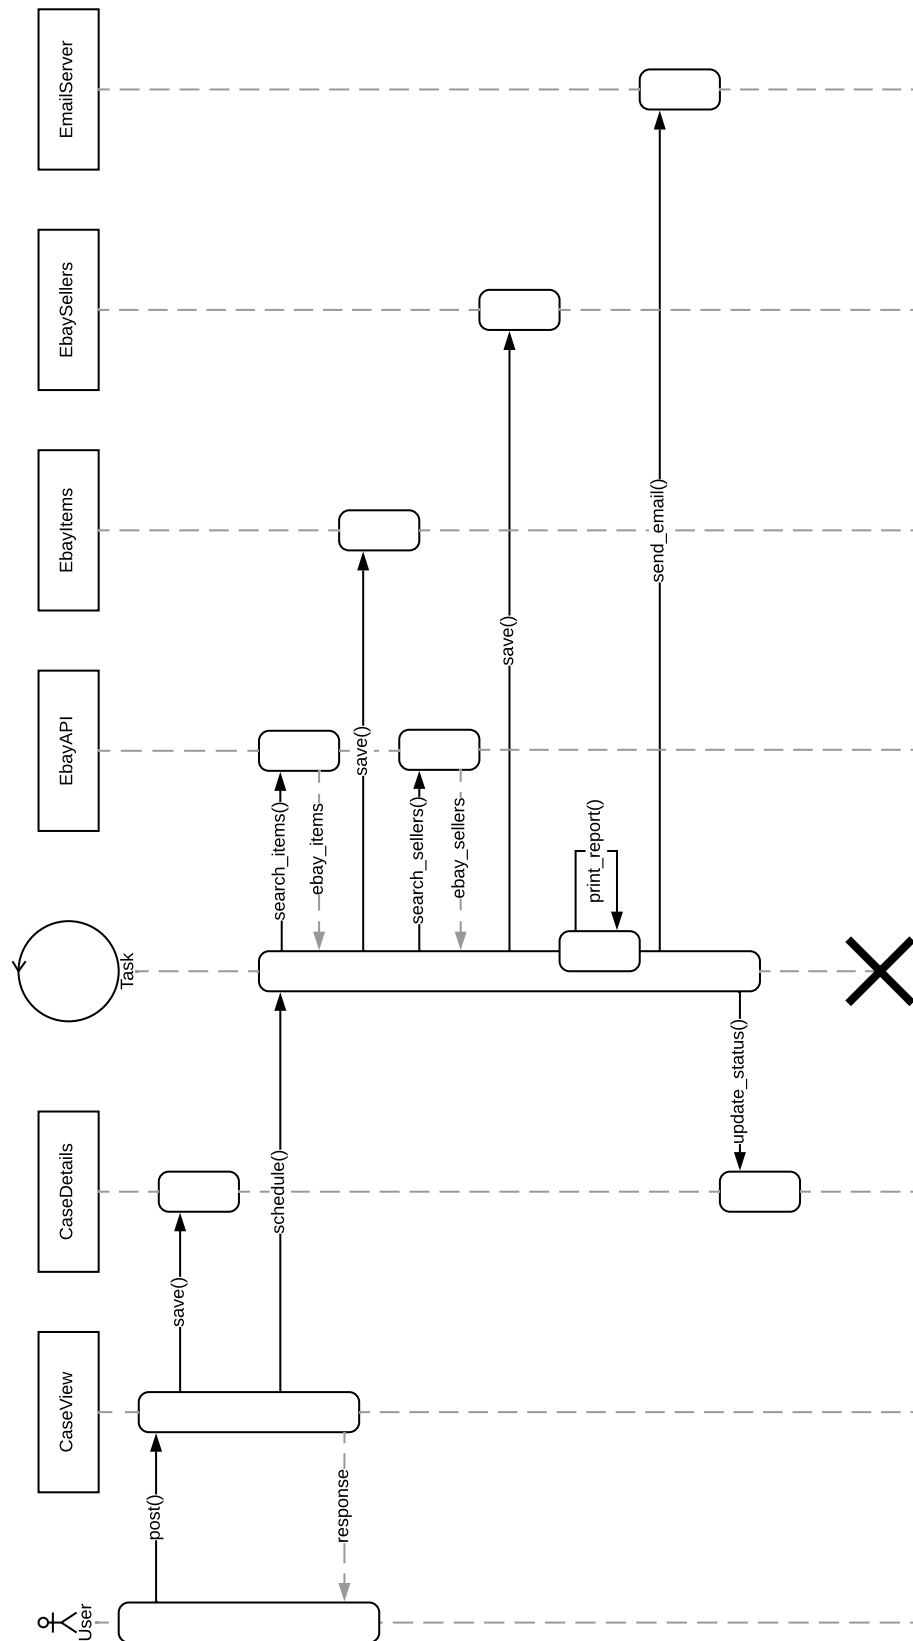 User
CaseView
CaseDetails
Task
EbayAPI
EbayItems
EbaySellers
EmailServer
post()
save()
schedule()
search_items()
ebay_items
response
save()
search_sellers()
ebay_sellers
save()
print_report()
send_email()
update_status()